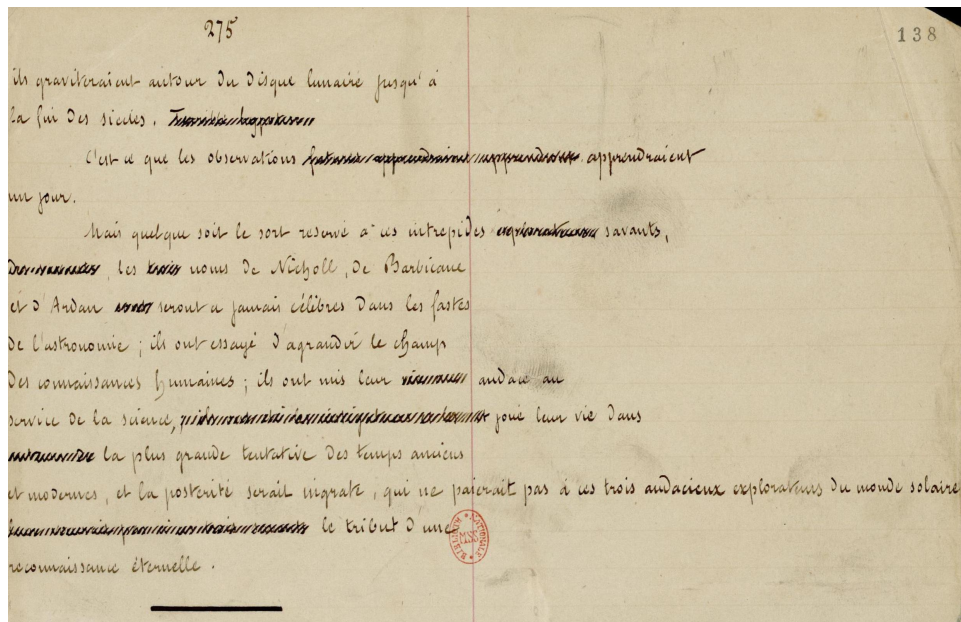 275
138
ils graviteraient autour du disque lunaire jusqu'à
la fin des siècles.
C'est ce que les observations apprendraient
un jour.
Mais quelque soit le sort reservé à ces intrepides savants,
les noms de Nicholl, de Barbicane
et d'Ardan seront a jamais célèbres dans les fastes
de l'astronomie ; ils ont essayé d'agrandir le champ
des connaissances humaines ; ils ont mis leur audace au
service de la science, joué leur vie dans
la plus grande tentative des temps anciens
et modernes, et la posterité serait ingrate, qui ne paierait pas à ces trois audacieux explorateurs du monde solaire
le tribut d'une
reconnaissance éternelle.
NATIONALE
MSS